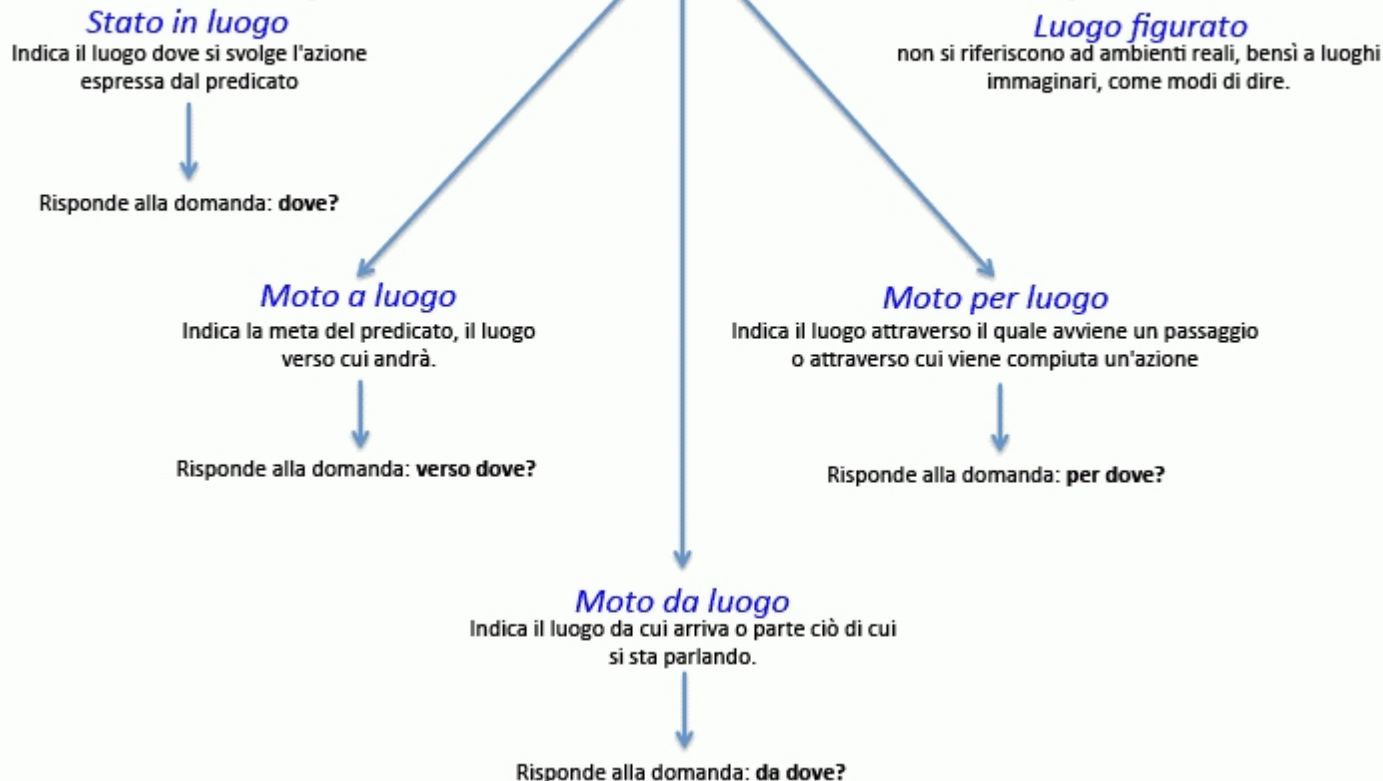 Stato in luogo
Indica il luogo dove si svolge l'azione
espressa dal predicato
Risponde alla domanda: dove?
Luogo figurato
non si riferiscono ad ambienti reali, bensì a luoghi
immaginari, come modi di dire.
Moto a luogo
Indica la meta del predicato, il luogo
verso cui andrà.
Risponde alla domanda: verso dove?
Moto per luogo
Indica il luogo attraverso il quale avviene un passaggio
o attraverso cui viene compiuta un'azione
Risponde alla domanda: per dove?
Moto da luogo
Indica il luogo da cui arriva o parte ciò di cui
si sta parlando.
Risponde alla domanda: da dove?